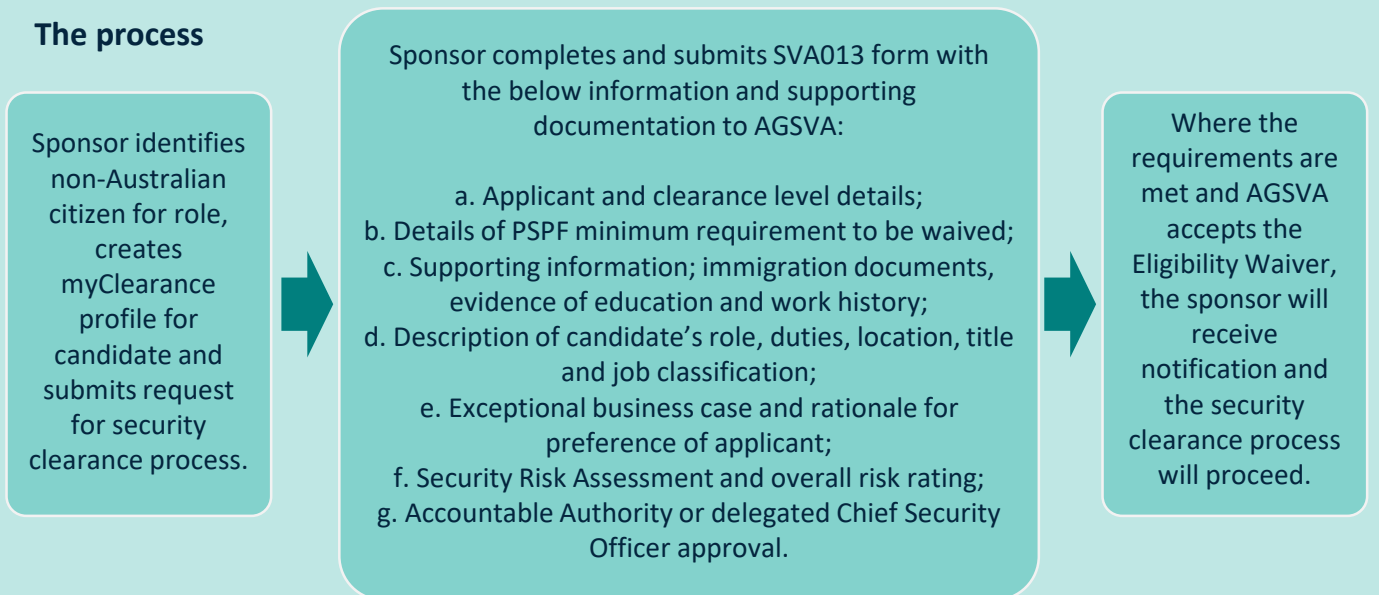 The process
Sponsor identifies
non-Australian
citizen for role,
creates
myClearance
profile for
candidate and
submits request
for security
clearance process.
Sponsor completes and submits SVA013 form with
the below information and supporting
documentation to AGSVA:
a. Applicant and clearance level details;
b. Details of PSPF minimum requirement to be waived;
c. Supporting information; immigration documents,
evidence of education and work history;
d. Description of candidate’s role, duties, location, title
and job classification;
e. Exceptional business case and rationale for
preference of applicant;
f. Security Risk Assessment and overall risk rating;
g. Accountable Authority or delegated Chief Security
Officer approval.
Where the
requirements are
met and AGSVA
accepts the
Eligibility Waiver,
the sponsor will
receive
notification and
the security
clearance process
will proceed.